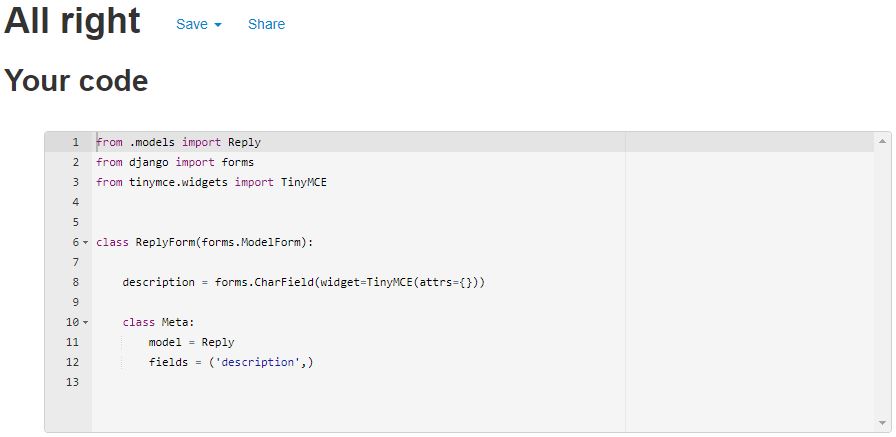 All right Save Share
Your code
1 from .models import Reply
2 from django import forms
3 from tinymce.widgets import TinyMCE
4
5
6 class ReplyForm(forms.ModelForm):
7
8     description = forms.CharField(widget=TinyMCE(attrs={}))
9
10     class Meta:
11         model = Reply
12         fields = ('description',)
13